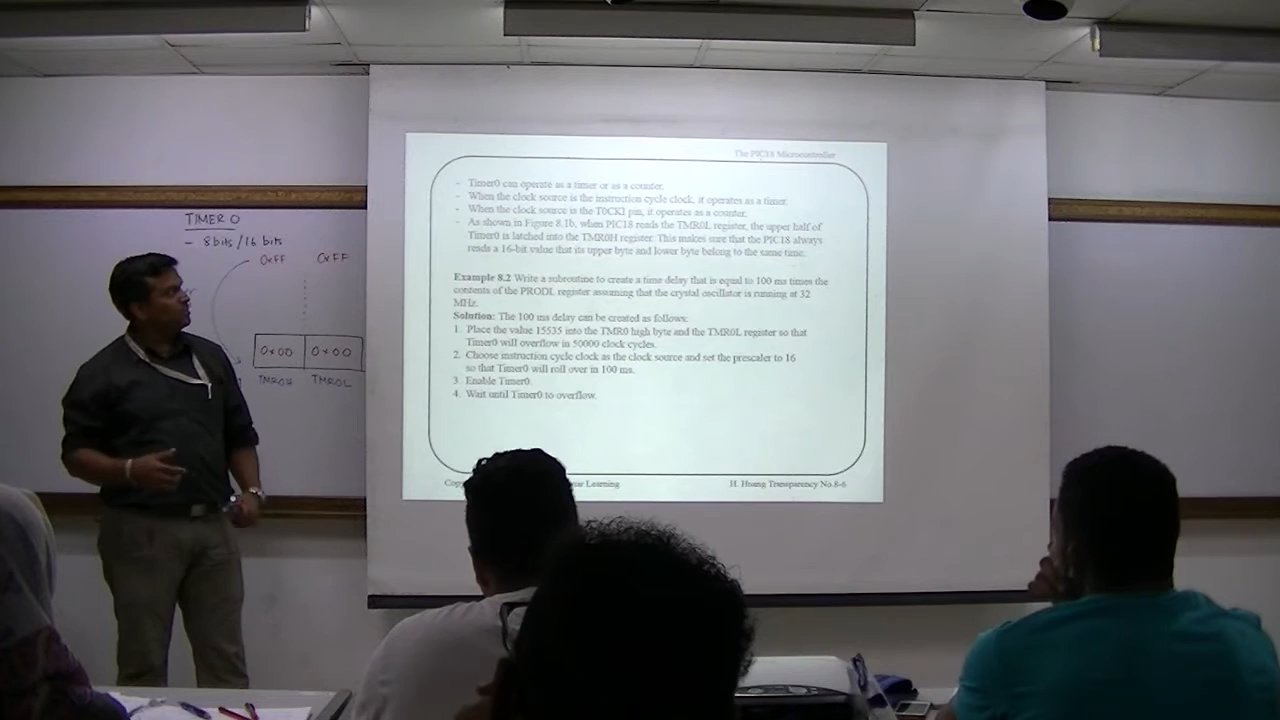 TIMER 0
- 8 bits / 16 bits
0xFF 0xFF
0x00 0x00
TMR0H TMR0L
The PIC18 Microcontroller
- Timer0 can operate as a timer or as a counter.
- When the clock source is the instruction cycle clock, it operates as a timer.
- When the clock source is the T0CKI pin, it operates as a counter.
- As shown in Figure 8.1b, when PIC18 reads the TMR0L register, the upper half of
Timer0 is latched into the TMR0H register. This makes sure that the PIC18 always
reads a 16-bit value that its upper byte and lower byte belong to the same time.
Example 8.2 Write a subroutine to create a time delay that is equal to 100 ms times the
contents of the PRODL register assuming that the crystal oscillator is running at 32
MHz.
Solution: The 100 ms delay can be created as follows:
1. Place the value 15535 into the TMR0 high byte and the TMR0L register so that
Timer0 will overflow in 50000 clock cycles.
2. Choose instruction cycle clock as the clock source and set the prescaler to 16
so that Timer0 will roll over in 100 ms.
3. Enable Timer0.
4. Wait until Timer0 to overflow.
Learning
H. Huang Transparency No.8-6